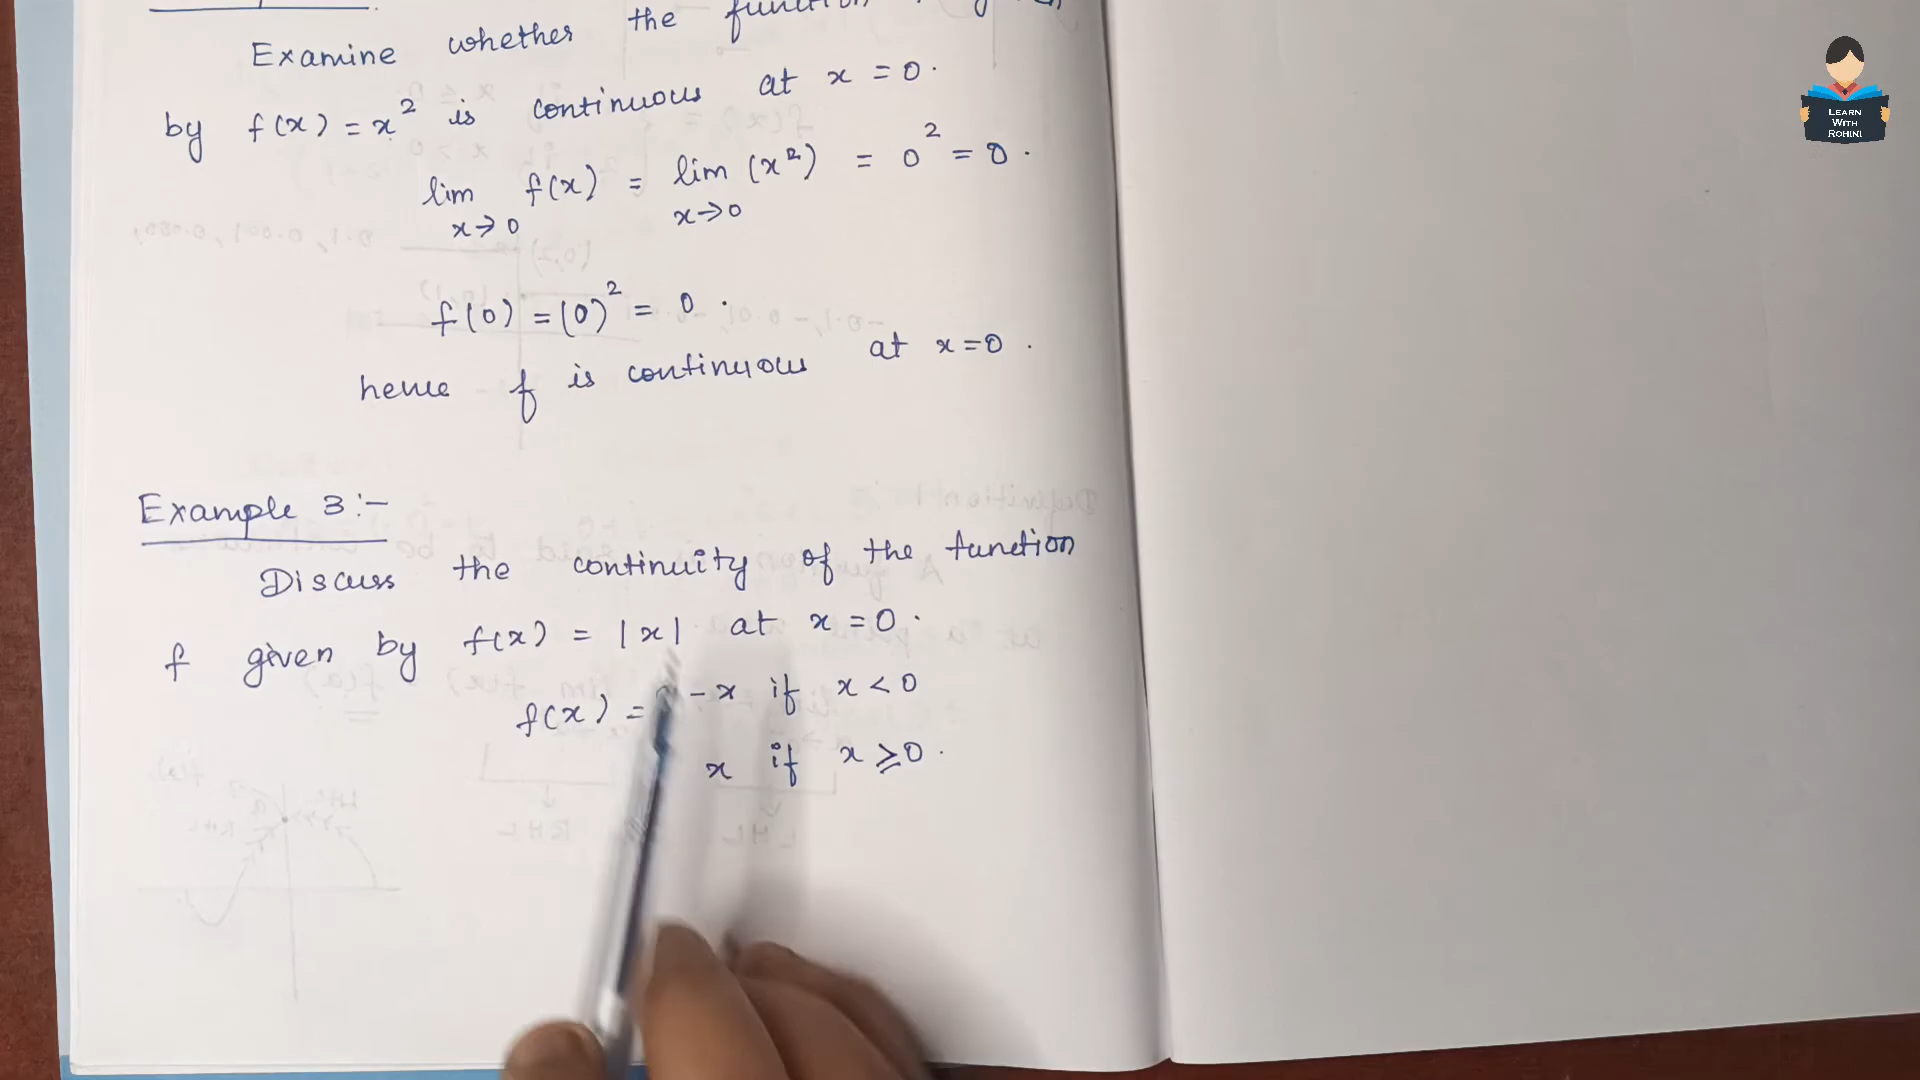 Examine whether the function
by f(x) = x² is continuous at x = 0.
lim f(x) = lim (x²) = 0² = 0.
x→0 x→0
f(0) = (0)² = 0.
hence f is continuous at x=0.
Example 3:-
Discuss the continuity of the function
f given by f(x) = |x| at x = 0.
f(x) = { -x if x < 0
x if x ≥ 0.
LEARN
WITH
ROHINI